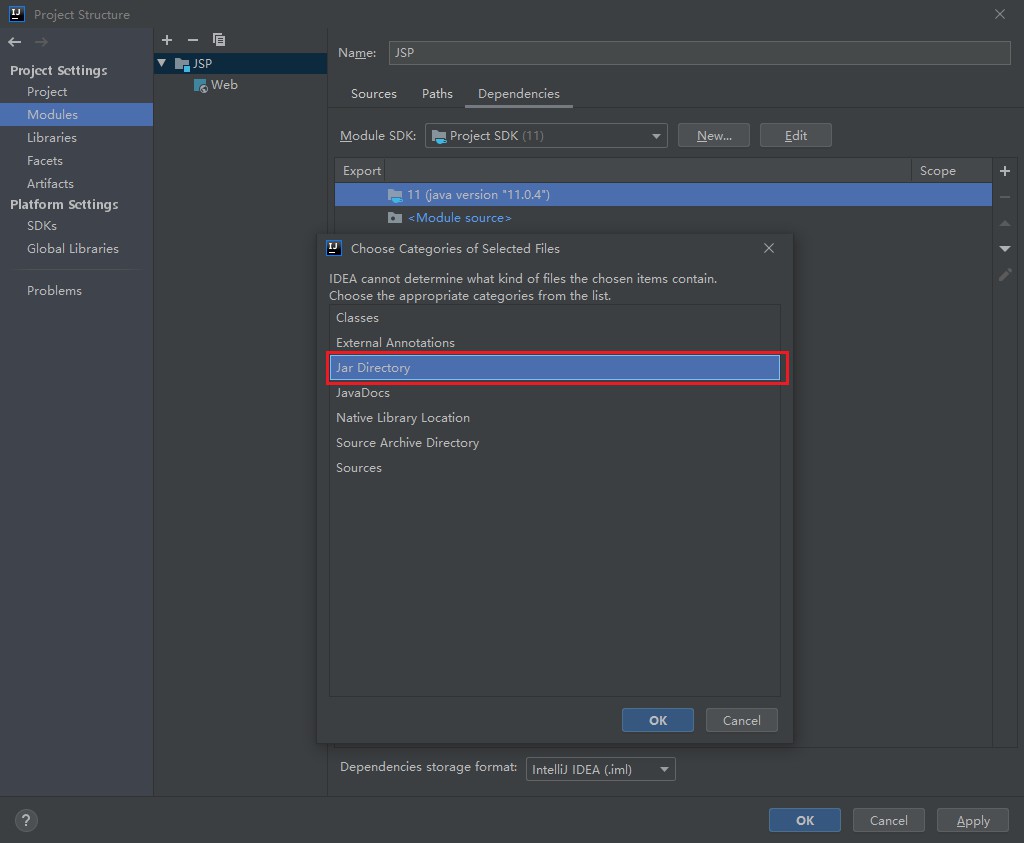 Project Structure
Project Settings
Project
Modules
Libraries
Facets
Artifacts
Platform Settings
SDKs
Global Libraries
Problems
JSP
Web
Name: JSP
Sources Paths Dependencies
Module SDK: Project SDK (11) New... Edit
Export Scope
11 (java version "11.0.4")
<Module source>
Choose Categories of Selected Files
IDEA cannot determine what kind of files the chosen items contain.
Choose the appropriate categories from the list.
Classes
External Annotations
Jar Directory
JavaDocs
Native Library Location
Source Archive Directory
Sources
OK Cancel
Dependencies storage format: IntelliJ IDEA (.iml)
? OK Cancel Apply